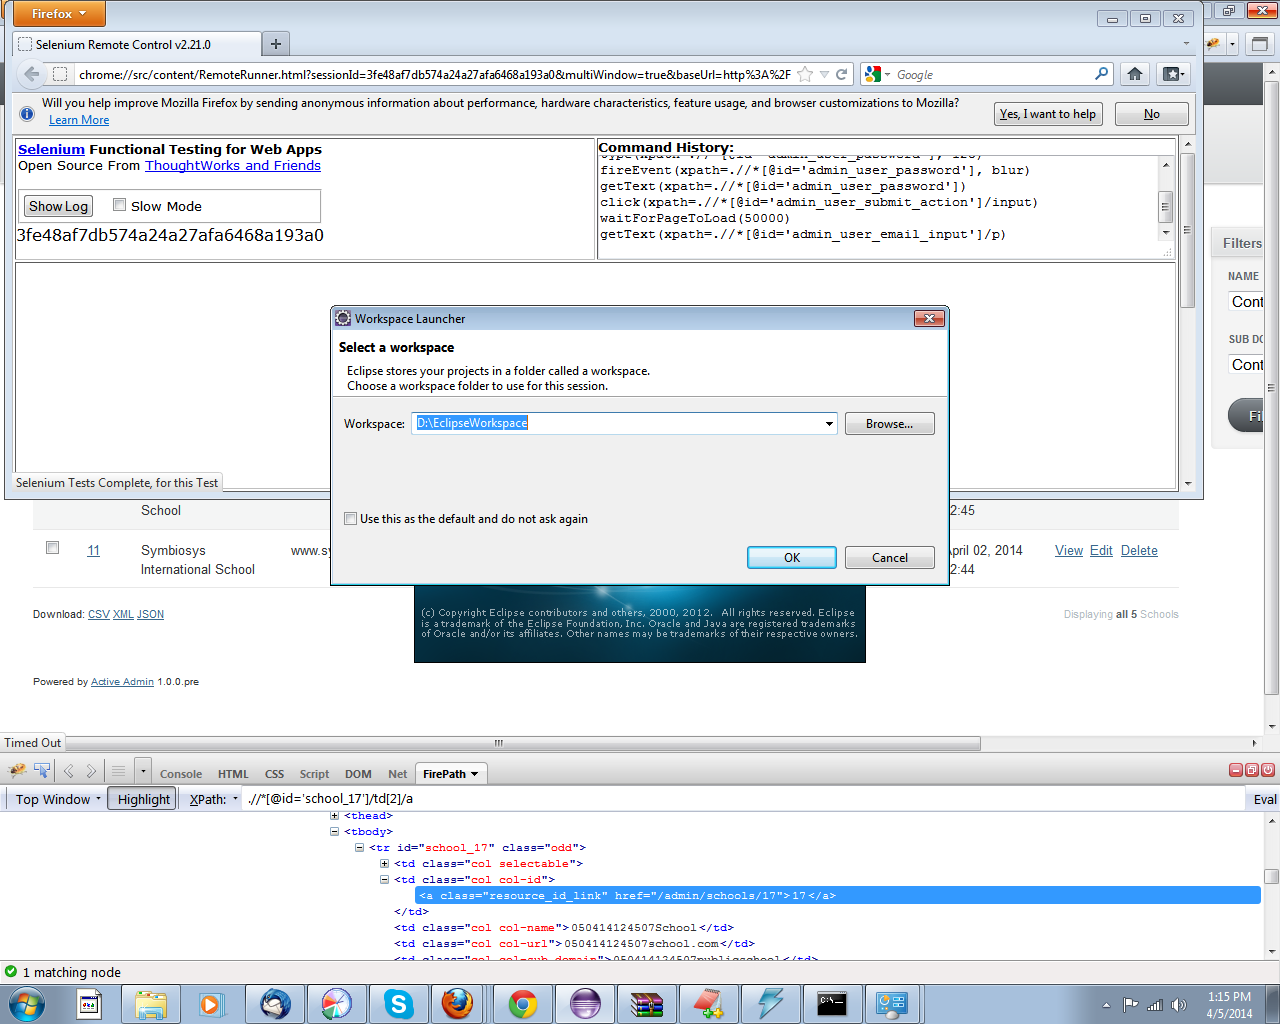 Firefox
Selenium Remote Control v2.21.0
chrome://src/content/RemoteRunner.html?sessionId=3fe48af7db574a24a27afa6468a193a0&multiWindow=true&baseUrl=http%3A%2F
Google
Will you help improve Mozilla Firefox by sending anonymous information about performance, hardware characteristics, feature usage, and browser customizations to Mozilla?
Learn More
Yes, I want to help
No
Selenium Functional Testing for Web Apps
Open Source From ThoughtWorks and Friends
Show Log
Slow Mode
3fe48af7db574a24a27afa6468a193a0
Command History:
fireEvent(xpath=.//*[@id='admin_user_password'], blur)
getText(xpath=.//*[@id='admin_user_password'])
click(xpath=.//*[@id='admin_user_submit_action']/input)
waitForPageToLoad(50000)
getText(xpath=.//*[@id='admin_user_email_input']/p)
Filters
NAME
Cont
SUB DO
Cont
Fil
Workspace Launcher
Select a workspace
Eclipse stores your projects in a folder called a workspace.
Choose a workspace folder to use for this session.
Workspace:
D:\EclipseWorkspace
Browse...
Use this as the default and do not ask again
OK
Cancel
Selenium Tests Complete, for this Test
School
2:45
11
Symbiosys
International School
www.sy
pril 02, 2014
2:44
View Edit Delete
(c) Copyright Eclipse contributors and others, 2000, 2012. All rights reserved. Eclipse
is a trademark of the Eclipse Foundation, Inc. Oracle and Java are registered trademarks
of Oracle and/or its affiliates. Other names may be trademarks of their respective owners.
Download: CSV XML JSON
Displaying all 5 Schools
Powered by Active Admin 1.0.0.pre
Timed Out
Console HTML CSS Script DOM Net FirePath
Top Window
Highlight
XPath:
.//*[@id='school_17']/td[2]/a
Eval
<thead>
<tbody>
<tr id="school_17" class="odd">
<td class="col selectable">
<td class="col col-id">
<a class="resource_id_link" href="/admin/schools/17">17</a>
</td>
<td class="col col-name">050414124507School</td>
<td class="col col-url">050414124507school.com</td>
<td class="col col-sub_domain">050414124507publicschool</td>
1 matching node
1:15 PM
4/5/2014